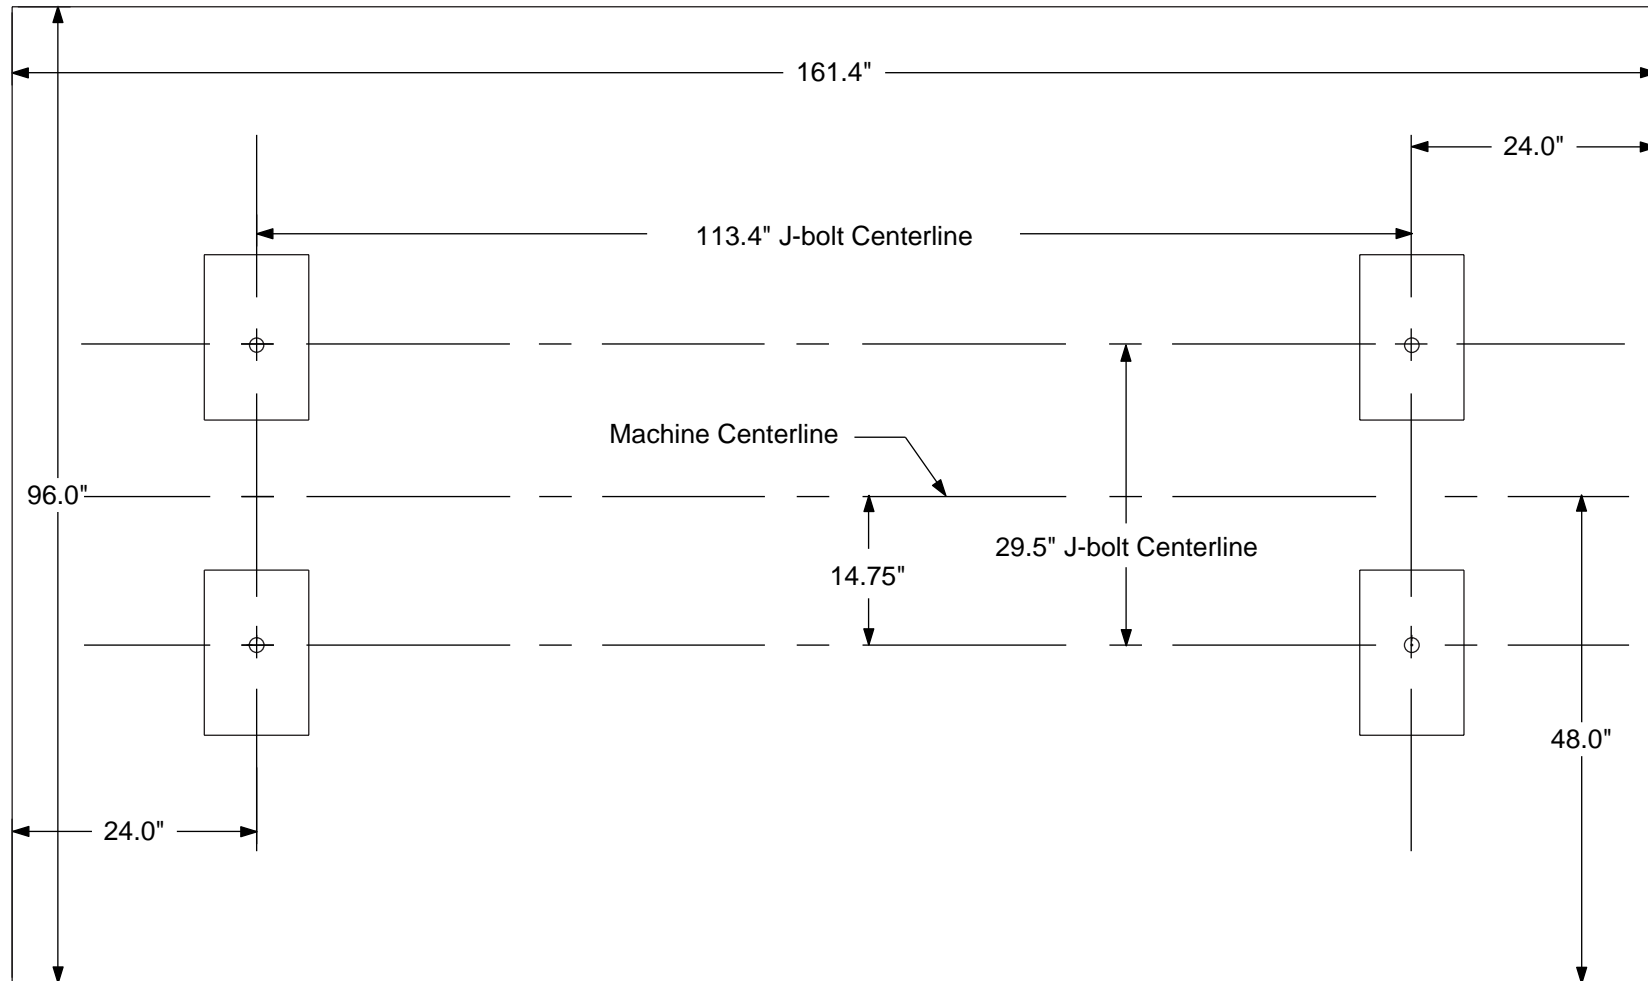 161.4"
24.0"
113.4" J-bolt Centerline
Machine Centerline
96.0"
29.5" J-bolt Centerline
14.75"
48.0"
24.0"